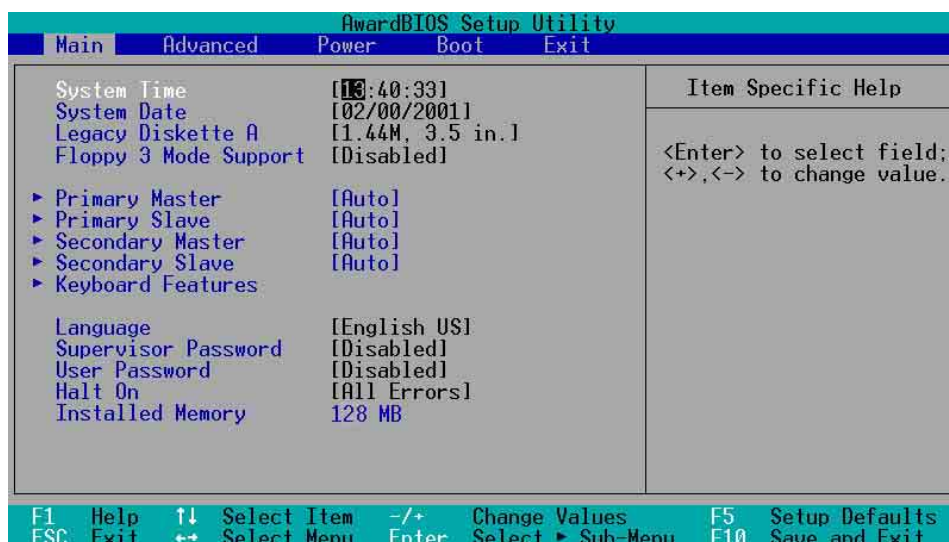 AwardBIOS Setup Utility
Main Advanced Power Boot Exit
System Time [13:40:33]
System Date [02/00/2001]
Legacy Diskette A [1.44M, 3.5 in.]
Floppy 3 Mode Support [Disabled]
Primary Master [Auto]
Primary Slave [Auto]
Secondary Master [Auto]
Secondary Slave [Auto]
Keyboard Features
Language [English US]
Supervisor Password [Disabled]
User Password [Disabled]
Halt On [All Errors]
Installed Memory 128 MB
Item Specific Help
<Enter> to select field;
<+>,<-> to change value.
F1 Help ↑↓ Select Item -/+ Change Values F5 Setup Defaults
ESC Exit ←→ Select Menu Enter Select ► Sub-Menu F10 Save and Exit